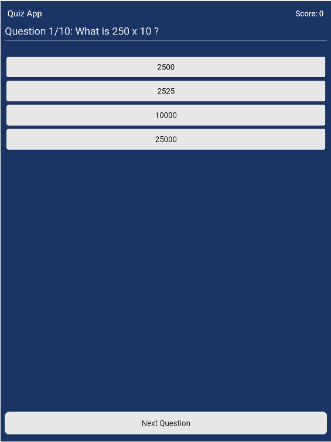 Quiz App Score: 0
Question 1/10: What is 250 x 10 ?
2500
2525
10000
25000
Next Question